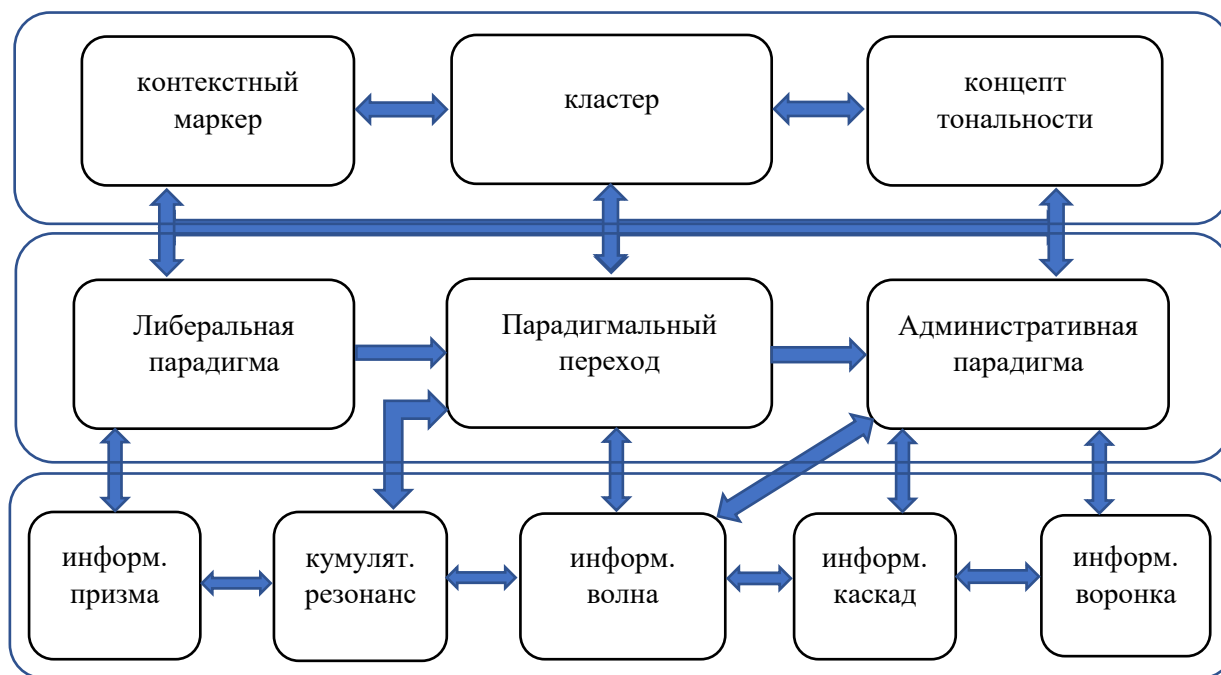 контекстный
маркер
кластер
концепт
тональности
Либеральная
парадигма
Парадигмальный
переход
Административная
парадигма
информ.
призма
кумулят.
резонанс
информ.
волна
информ.
каскад
информ.
воронка